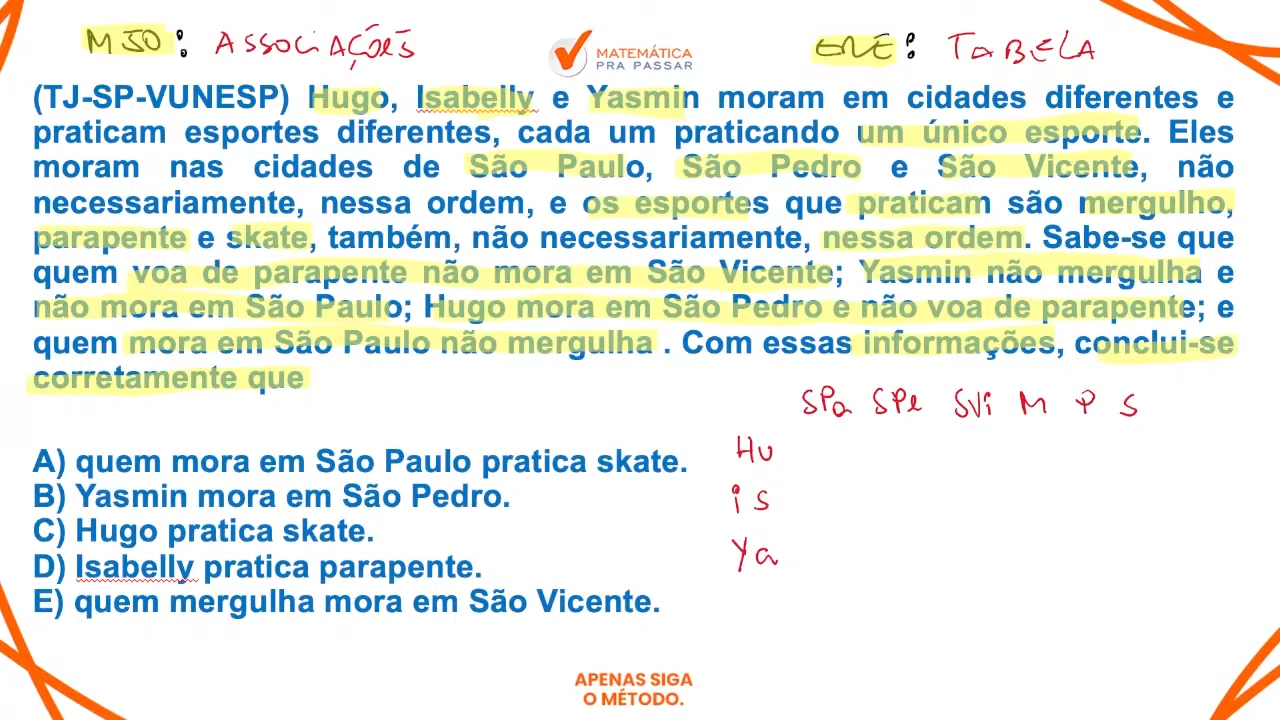 MJO: ASSOCIAÇÕES
MATEMÁTICA
PRA PASSAR
ENE: TABELA
(TJ-SP-VUNESP) Hugo, Isabelly e Yasmin moram em cidades diferentes e
praticam esportes diferentes, cada um praticando um único esporte. Eles
moram nas cidades de São Paulo, São Pedro e São Vicente, não
necessariamente, nessa ordem, e os esportes que praticam são mergulho,
parapente e skate, também, não necessariamente, nessa ordem. Sabe-se que
quem voa de parapente não mora em São Vicente; Yasmin não mergulha e
não mora em São Paulo; Hugo mora em São Pedro e não voa de parapente; e
quem mora em São Paulo não mergulha . Com essas informações, conclui-se
corretamente que
SPa SPe SVi M P S
A) quem mora em São Paulo pratica skate.
Hu
B) Yasmin mora em São Pedro.
is
C) Hugo pratica skate.
Ya
D) Isabelly pratica parapente.
E) quem mergulha mora em São Vicente.
APENAS SIGA
O MÉTODO.